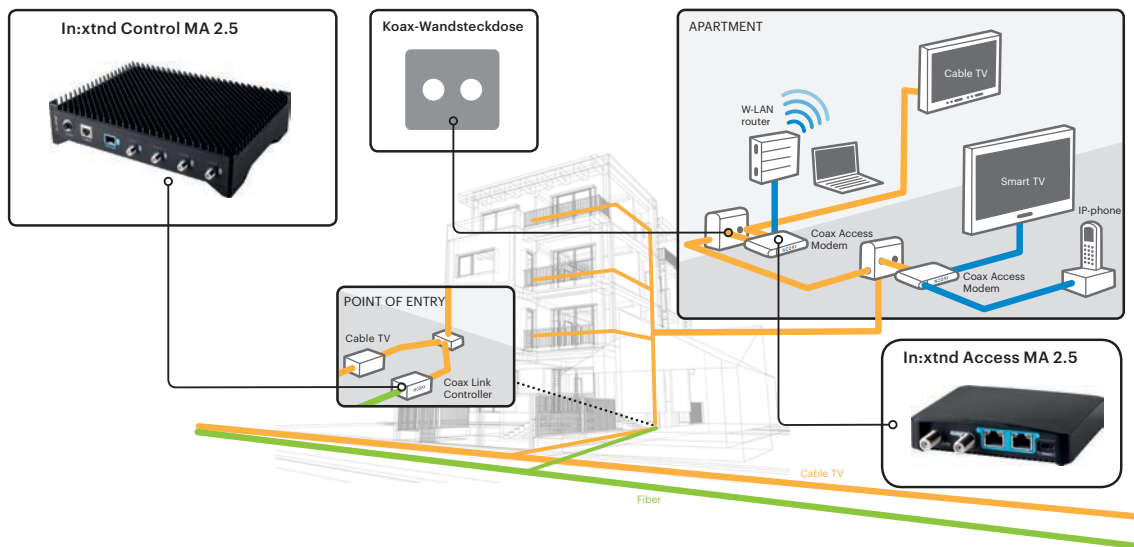 In:xtnd Control MA 2.5
Koax-Wandsteckdose
APARTMENT
Cable TV
W-LAN
router
Smart TV
IP-phone
Coax Access
Modem
Coax Access
Modem
POINT OF ENTRY
Cable TV
Coax Link
Controller
In:xtnd Access MA 2.5
Cable TV
Fiber